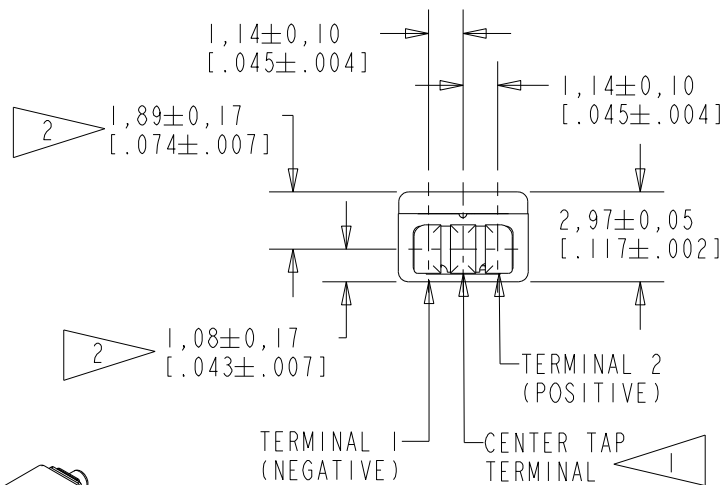 1,14±0,10
[.045±.004]
1,14±0,10
[.045±.004]
2
1,89±0,17
[.074±.007]
2,97±0,05
[.117±.002]
2
1,08±0,17
[.043±.007]
TERMINAL 2
(POSITIVE)
TERMINAL 1
(NEGATIVE)
CENTER TAP
TERMINAL
1